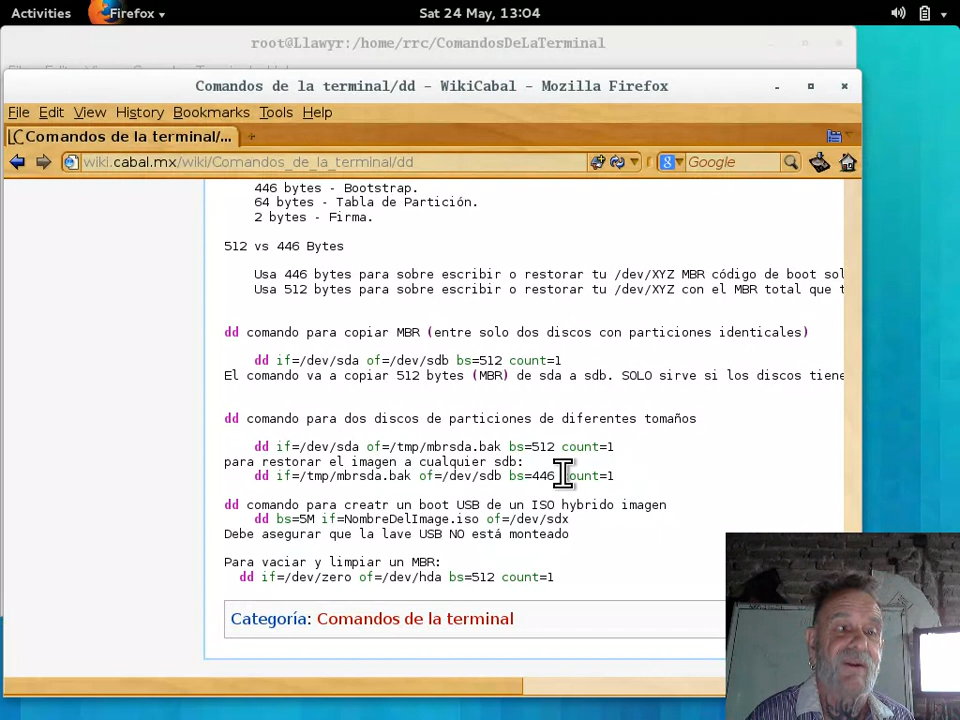 Activities Firefox Sat 24 May, 13:04
root@Llawyr:/home/rrc/ComandosDeLaTerminal
Comandos de la terminal/dd - WikiCabal - Mozilla Firefox
File Edit View History Bookmarks Tools Help
Comandos de la terminal/...
wiki.cabal.mx/wiki/Comandos_de_la_terminal/dd Google
446 bytes - Bootstrap.
64 bytes - Tabla de Partición.
2 bytes - Firma.
512 vs 446 Bytes
Usa 446 bytes para sobre escribir o restorar tu /dev/XYZ MBR código de boot sol
Usa 512 bytes para sobre escribir o restorar tu /dev/XYZ con el MBR total que t
dd comando para copiar MBR (entre solo dos discos con particiones identicales)
dd if=/dev/sda of=/dev/sdb bs=512 count=1
El comando va a copiar 512 bytes (MBR) de sda a sdb. SOLO sirve si los discos tiene
dd comando para dos discos de particiones de diferentes tomaños
dd if=/dev/sda of=/tmp/mbrsda.bak bs=512 count=1
para restorar el imagen a cualquier sdb:
dd if=/tmp/mbrsda.bak of=/dev/sdb bs=446 count=1
dd comando para creatr un boot USB de un ISO hybrido imagen
dd bs=5M if=NombreDelImage.iso of=/dev/sdx
Debe asegurar que la lave USB NO está monteado
Para vaciar y limpiar un MBR:
dd if=/dev/zero of=/dev/hda bs=512 count=1
Categoría: Comandos de la terminal